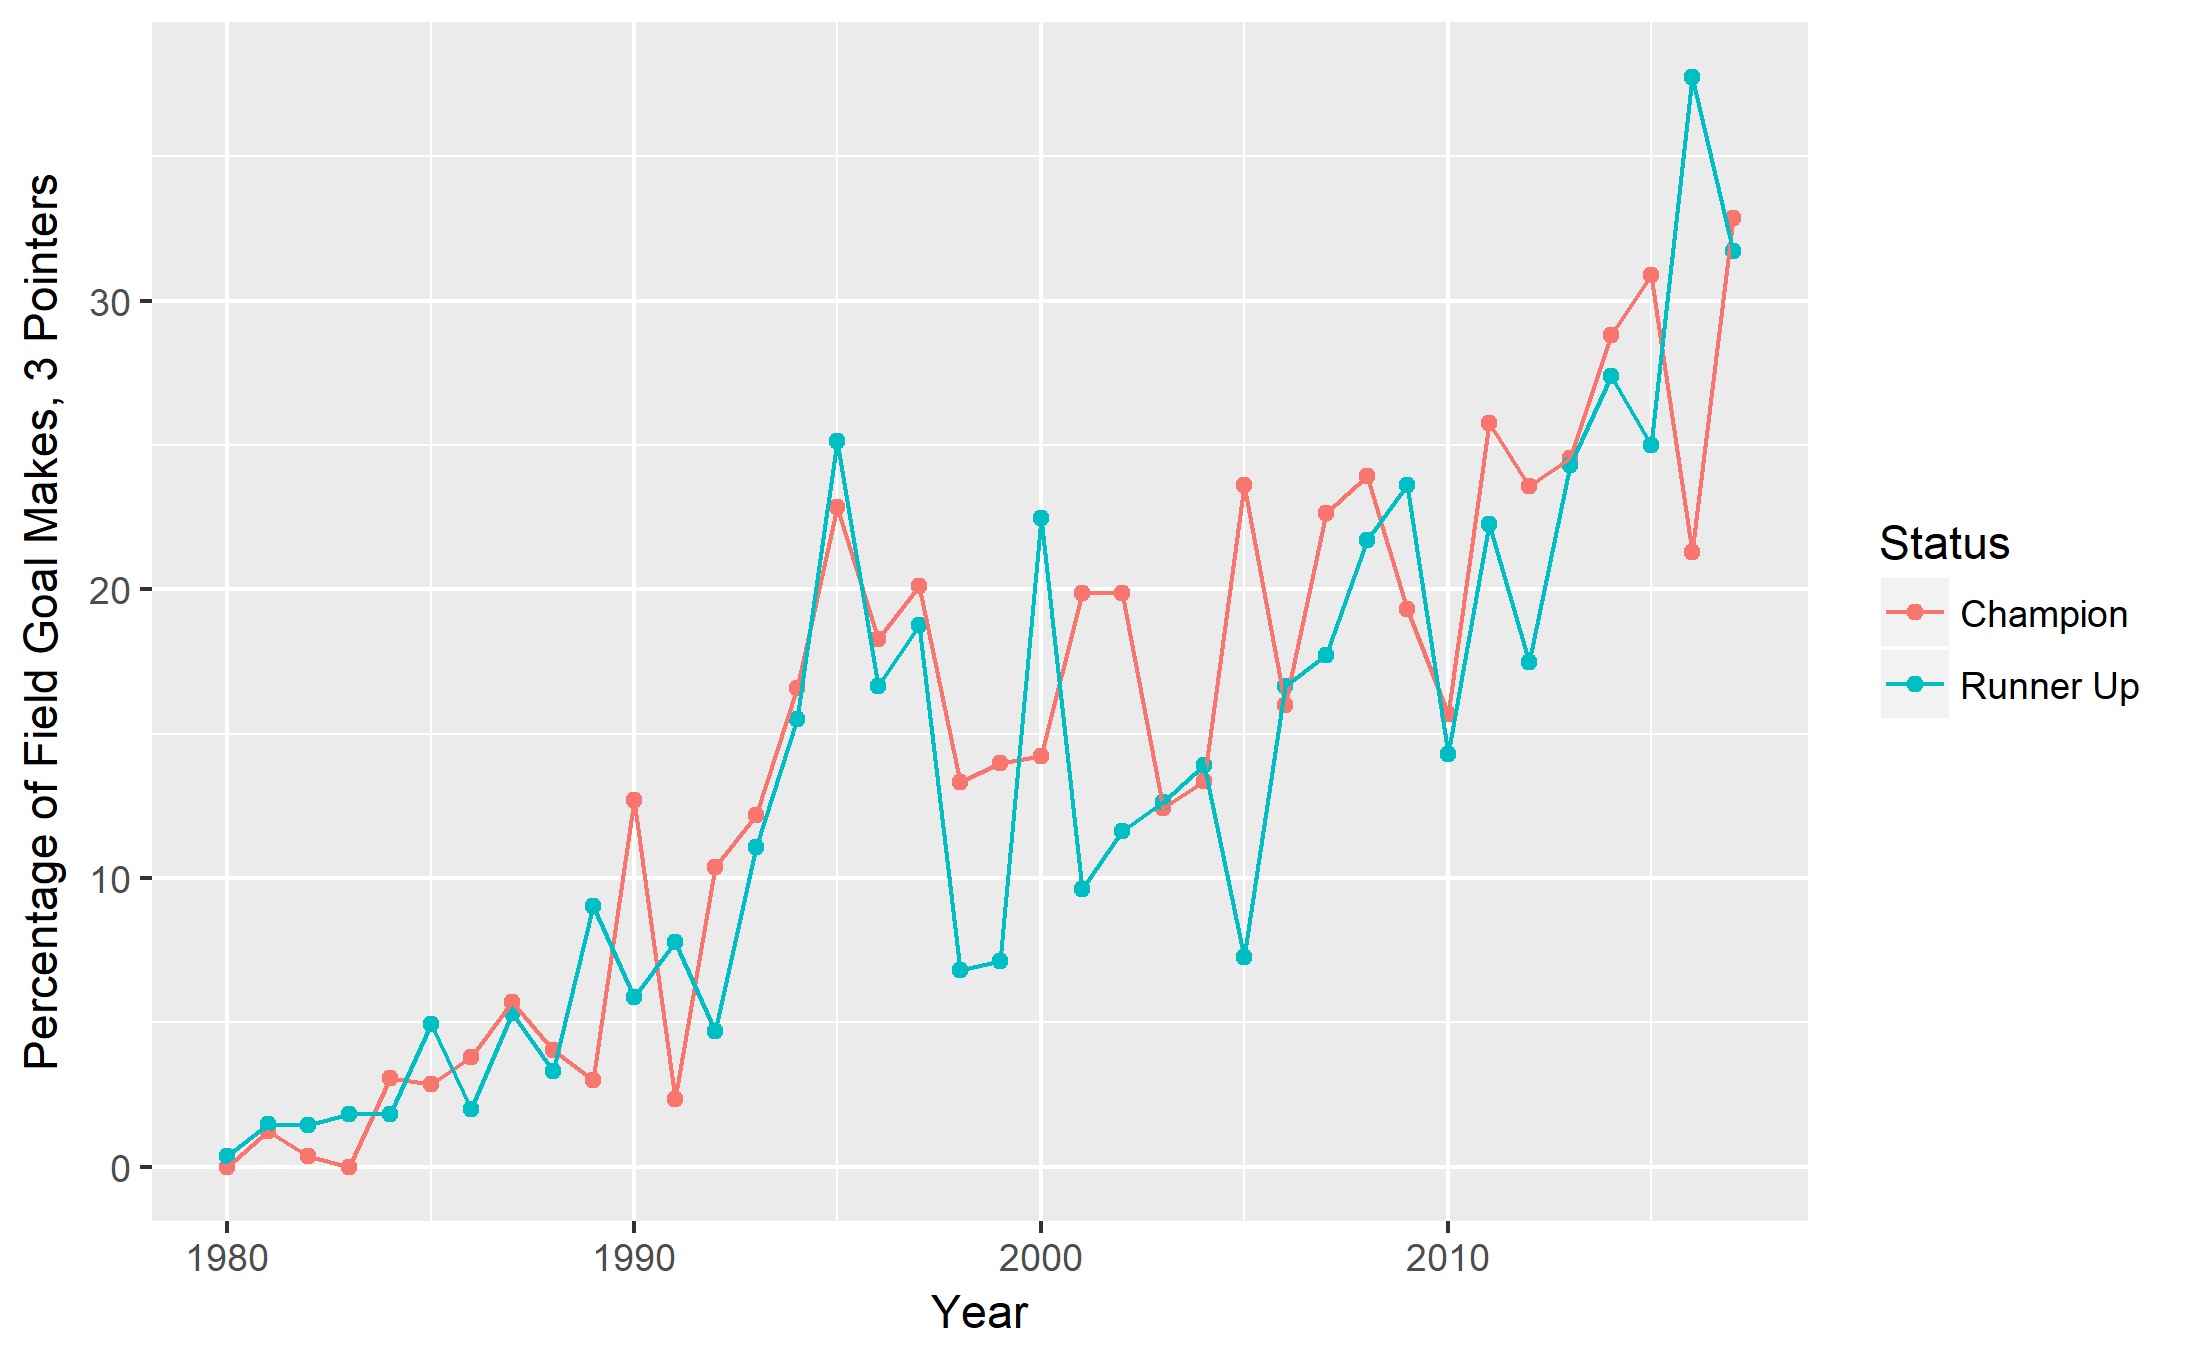 Percentage of Field Goal Makes, 3 Pointers
30
20
10
0
1980
1990
2000
2010
Year
Status
Champion
Runner Up